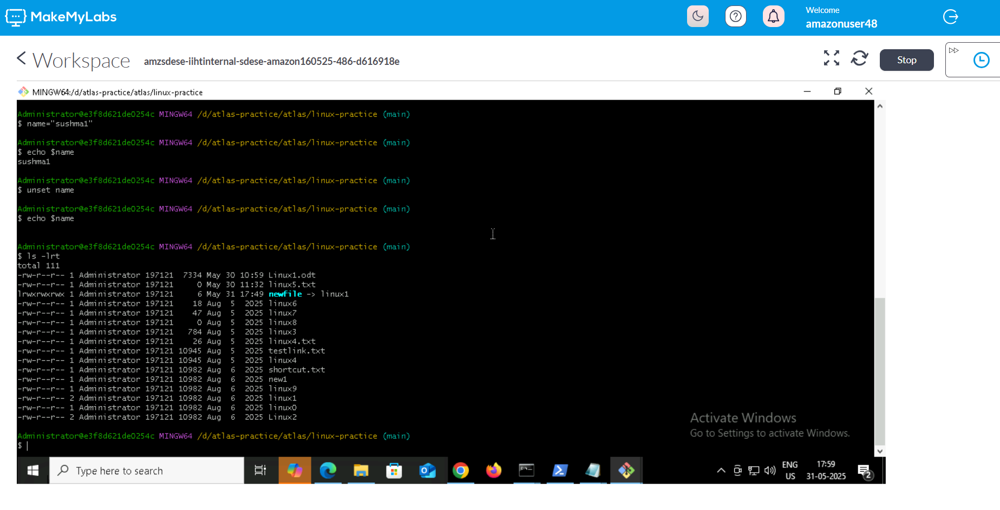 MakeMyLabs
Welcome
amazonuser48
Workspace amzsdese-iihtinternal-sdese-amazon160525-486-d616918e
Stop
MINGW64:/d/atlas-practice/atlas/linux-practice
Administrator@e3f8d621de0254c MINGW64 /d/atlas-practice/atlas/linux-practice (main)
$ name="sushma1"
Administrator@e3f8d621de0254c MINGW64 /d/atlas-practice/atlas/linux-practice (main)
$ echo $name
sushma1
Administrator@e3f8d621de0254c MINGW64 /d/atlas-practice/atlas/linux-practice (main)
$ unset name
Administrator@e3f8d621de0254c MINGW64 /d/atlas-practice/atlas/linux-practice (main)
$ echo $name
Administrator@e3f8d621de0254c MINGW64 /d/atlas-practice/atlas/linux-practice (main)
$ ls -lrt
total 111
-rw-r--r-- 1 Administrator 197121  7334 May 30 10:59 Linux1.odt
-rw-r--r-- 1 Administrator 197121     0 May 30 11:32 linux5.txt
lrwxrwxrwx 1 Administrator 197121     6 May 31 17:49 newfile -> linux1
-rw-r--r-- 1 Administrator 197121    18 Aug  5  2025 linux6
-rw-r--r-- 1 Administrator 197121    47 Aug  5  2025 linux7
-rw-r--r-- 1 Administrator 197121     0 Aug  5  2025 linux8
-rw-r--r-- 1 Administrator 197121   784 Aug  5  2025 linux3
-rw-r--r-- 1 Administrator 197121    26 Aug  5  2025 linux4.txt
-rw-r--r-- 1 Administrator 197121 10945 Aug  5  2025 testlink.txt
-rw-r--r-- 1 Administrator 197121 10945 Aug  5  2025 linux4
-rw-r--r-- 1 Administrator 197121 10982 Aug  6  2025 shortcut.txt
-rw-r--r-- 1 Administrator 197121 10982 Aug  6  2025 new1
-rw-r--r-- 1 Administrator 197121 10982 Aug  6  2025 linux9
-rw-r--r-- 2 Administrator 197121 10982 Aug  6  2025 linux1
-rw-r--r-- 1 Administrator 197121 10982 Aug  6  2025 linux0
-rw-r--r-- 2 Administrator 197121 10982 Aug  6  2025 Linux2
Administrator@e3f8d621de0254c MINGW64 /d/atlas-practice/atlas/linux-practice (main)
$
Activate Windows
Go to Settings to activate Windows.
Type here to search
ENG
US
17:59
31-05-2025
2